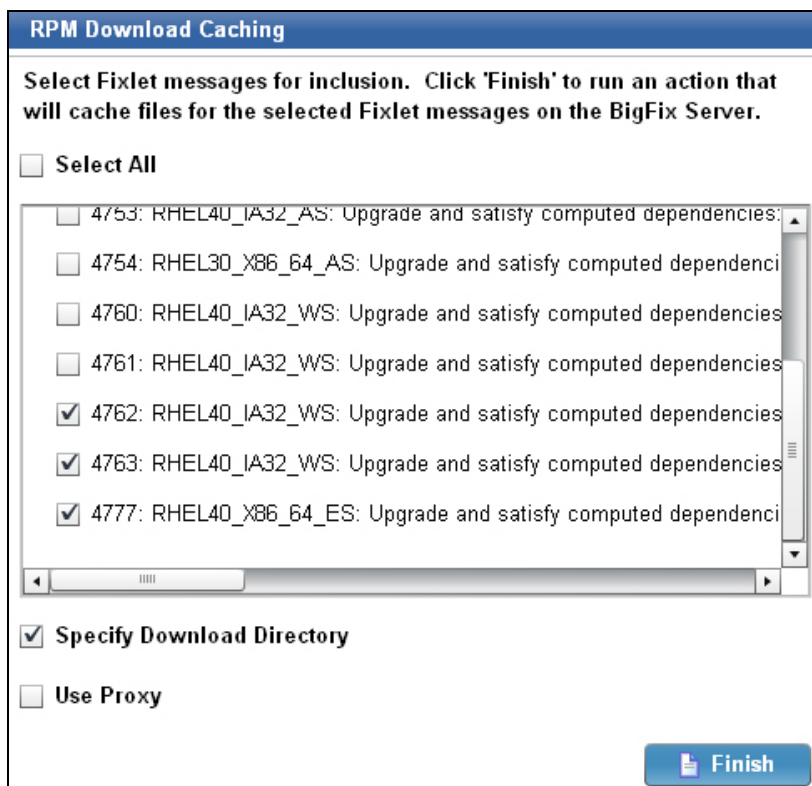 RPM Download Caching
Select Fixlet messages for inclusion. Click 'Finish' to run an action that
will cache files for the selected Fixlet messages on the BigFix Server.
Select All
4753: RHEL40_IA32_AS: Upgrade and satisfy computed dependencies:
4754: RHEL30_X86_64_AS: Upgrade and satisfy computed dependenci
4760: RHEL40_IA32_WS: Upgrade and satisfy computed dependencies
4761: RHEL40_IA32_WS: Upgrade and satisfy computed dependencies
4762: RHEL40_IA32_WS: Upgrade and satisfy computed dependencies
4763: RHEL40_IA32_WS: Upgrade and satisfy computed dependencies
4777: RHEL40_X86_64_ES: Upgrade and satisfy computed dependenci
Specify Download Directory
Use Proxy
Finish